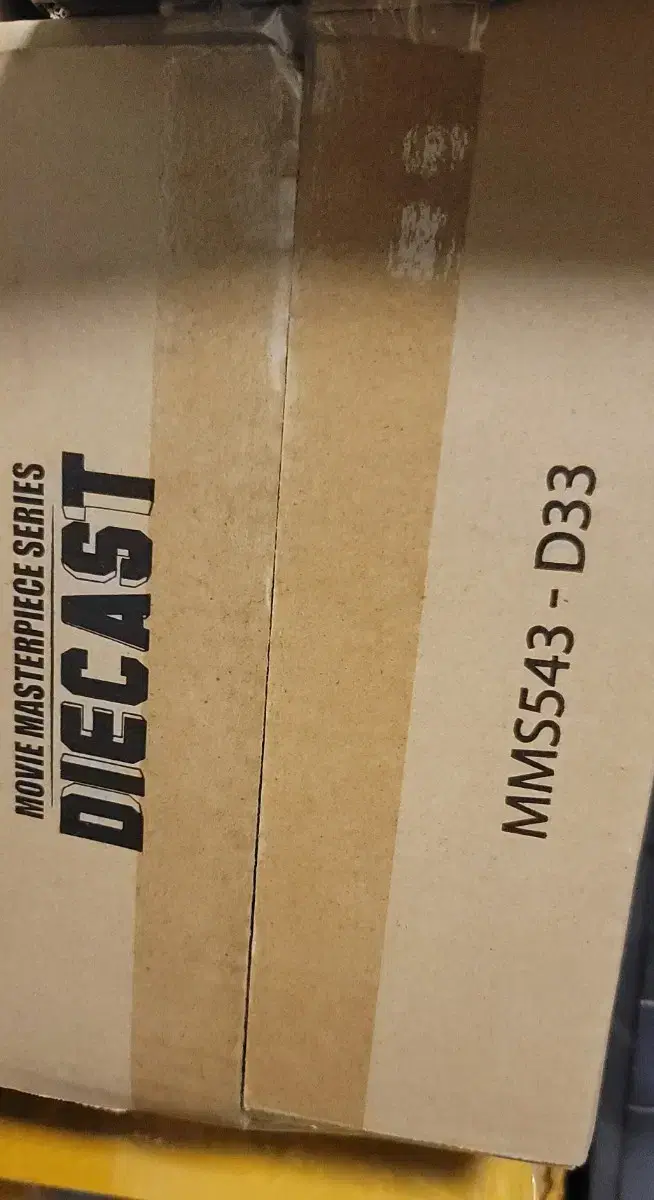 MOVIE MASTERPIECE SERIES
DIECAST
MMS543 - D33